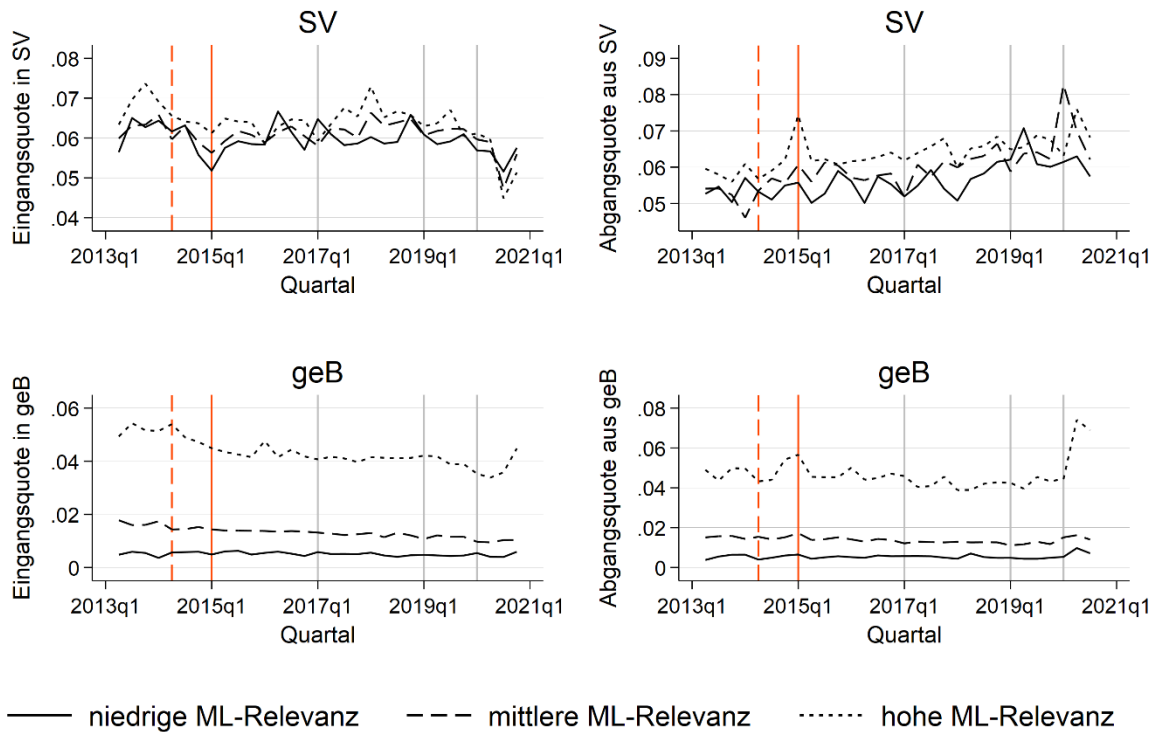 SV
Eingangsquote in SV
.08
.07
.06
.05
.04
2013q1 2015q1 2017q1 2019q1 2021q1
Quartal
SV
Abgangsquote aus SV
.09
.08
.07
.06
.05
2013q1 2015q1 2017q1 2019q1 2021q1
Quartal
geB
Eingangsquote in geB
.06
.04
.02
0
2013q1 2015q1 2017q1 2019q1 2021q1
Quartal
geB
Abgangsquote aus geB
.08
.06
.04
.02
0
2013q1 2015q1 2017q1 2019q1 2021q1
Quartal
niedrige ML-Relevanz mittlere ML-Relevanz hohe ML-Relevanz